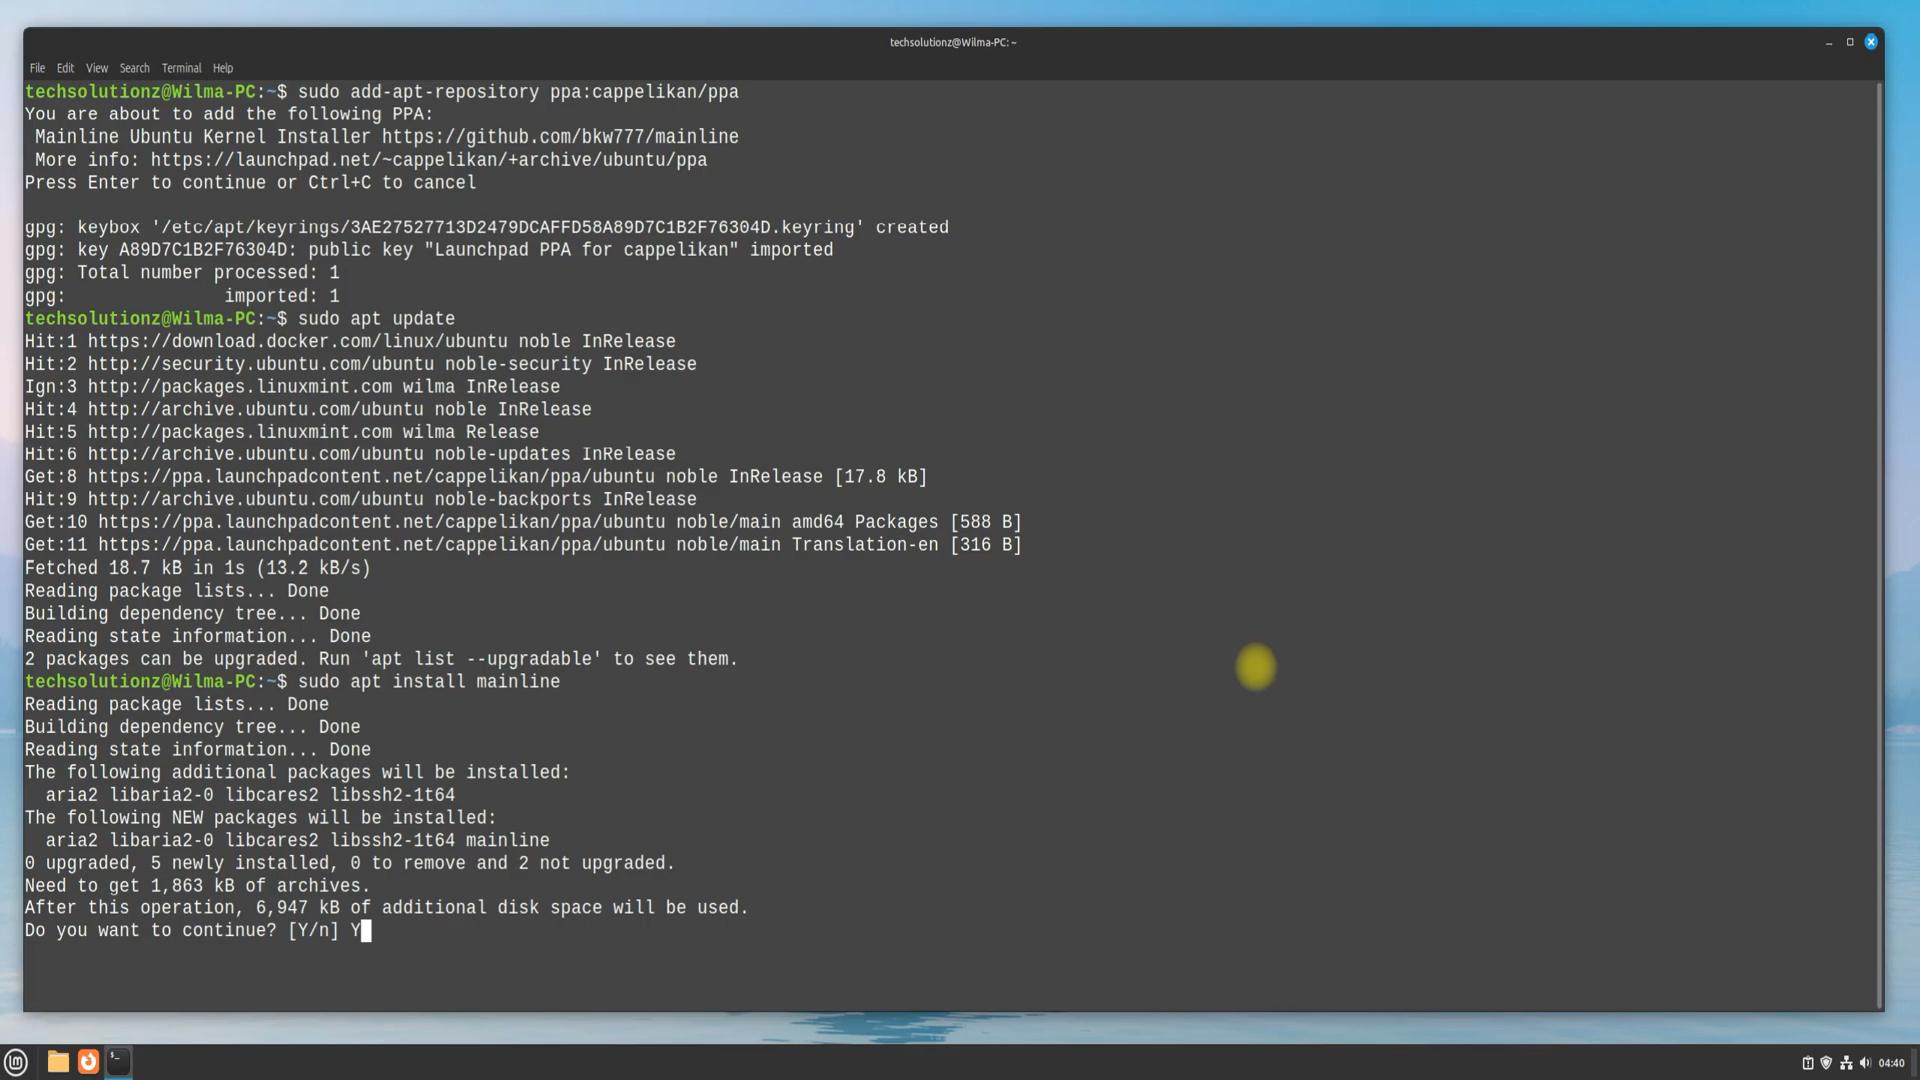 techsolutionz@Wilma-PC: ~
File Edit View Search Terminal Help
techsolutionz@Wilma-PC:~$ sudo add-apt-repository ppa:cappelikan/ppa
You are about to add the following PPA:
 Mainline Ubuntu Kernel Installer https://github.com/bkw777/mainline
 More info: https://launchpad.net/~cappelikan/+archive/ubuntu/ppa
Press Enter to continue or Ctrl+C to cancel
gpg: keybox '/etc/apt/keyrings/3AE27527713D2479DCAFFD58A89D7C1B2F76304D.keyring' created
gpg: key A89D7C1B2F76304D: public key "Launchpad PPA for cappelikan" imported
gpg: Total number processed: 1
gpg:               imported: 1
techsolutionz@Wilma-PC:~$ sudo apt update
Hit:1 https://download.docker.com/linux/ubuntu noble InRelease
Hit:2 http://security.ubuntu.com/ubuntu noble-security InRelease
Ign:3 http://packages.linuxmint.com wilma InRelease
Hit:4 http://archive.ubuntu.com/ubuntu noble InRelease
Hit:5 http://packages.linuxmint.com wilma Release
Hit:6 http://archive.ubuntu.com/ubuntu noble-updates InRelease
Get:8 https://ppa.launchpadcontent.net/cappelikan/ppa/ubuntu noble InRelease [17.8 kB]
Hit:9 http://archive.ubuntu.com/ubuntu noble-backports InRelease
Get:10 https://ppa.launchpadcontent.net/cappelikan/ppa/ubuntu noble/main amd64 Packages [588 B]
Get:11 https://ppa.launchpadcontent.net/cappelikan/ppa/ubuntu noble/main Translation-en [316 B]
Fetched 18.7 kB in 1s (13.2 kB/s)
Reading package lists... Done
Building dependency tree... Done
Reading state information... Done
2 packages can be upgraded. Run 'apt list --upgradable' to see them.
techsolutionz@Wilma-PC:~$ sudo apt install mainline
Reading package lists... Done
Building dependency tree... Done
Reading state information... Done
The following additional packages will be installed:
  aria2 libaria2-0 libcares2 libssh2-1t64
The following NEW packages will be installed:
  aria2 libaria2-0 libcares2 libssh2-1t64 mainline
0 upgraded, 5 newly installed, 0 to remove and 2 not upgraded.
Need to get 1,863 kB of archives.
After this operation, 6,947 kB of additional disk space will be used.
Do you want to continue? [Y/n] Y
04:40